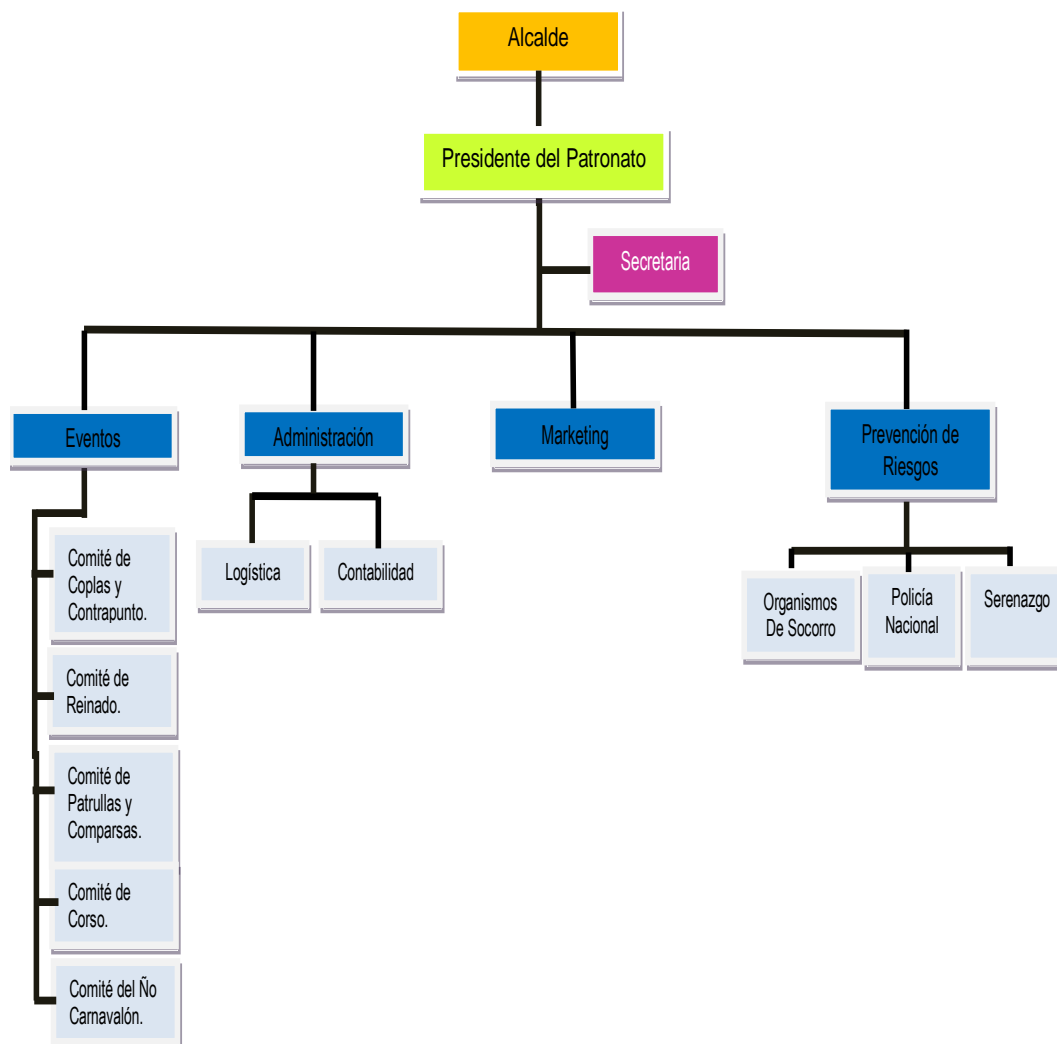 Alcalde
Presidente del Patronato
Secretaria
Eventos
Administración
Marketing
Prevención de
Riesgos
Comité de
Coplas y
Contrapunto.
Comité de
Reinado.
Comité de
Patrullas y
Comparsas.
Comité de
Corso.
Comité del Ño
Carnavalón.
Logística
Contabilidad
Organismos
De Socorro
Policía
Nacional
Serenazgo